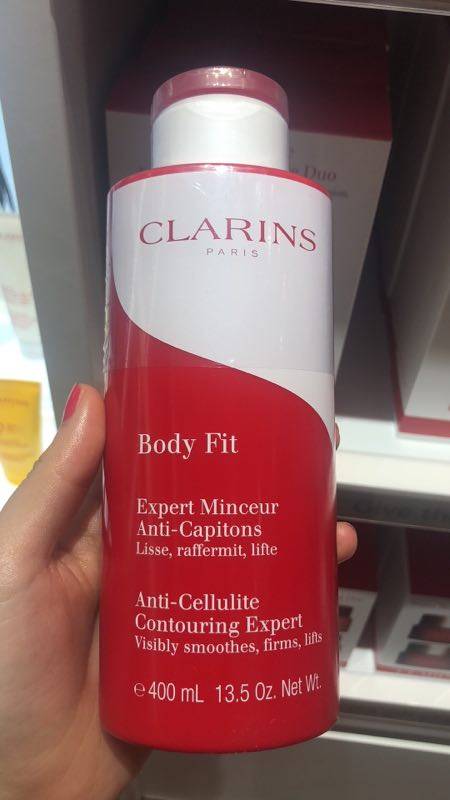 Duo
CLARINS
PARIS
Body Fit
Expert Minceur
Anti-Capitons
Lisse, raffermit, lifte
Anti-Cellulite
Contouring Expert
Visibly smoothes, firms, lifts
℮400 mL 13.5 Oz. Net Wt.